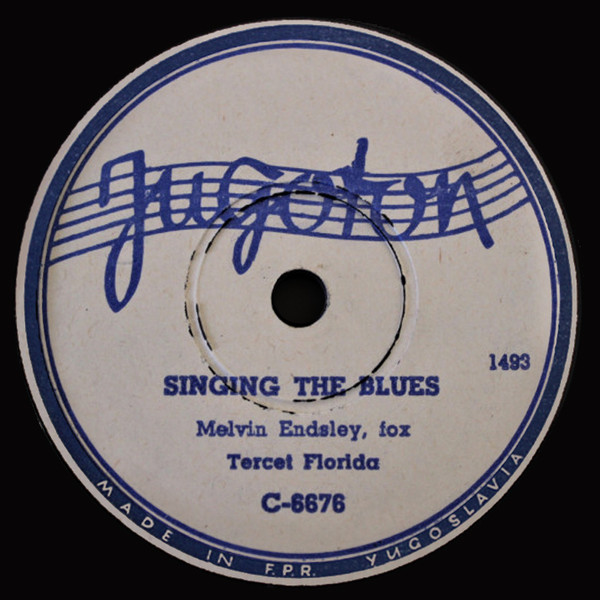 Jugoton
1493
SINGING THE BLUES
Melvin Endsley, fox
Tercet Florida
C-6676
MADE IN F.P.R. YUGOSLAVIA